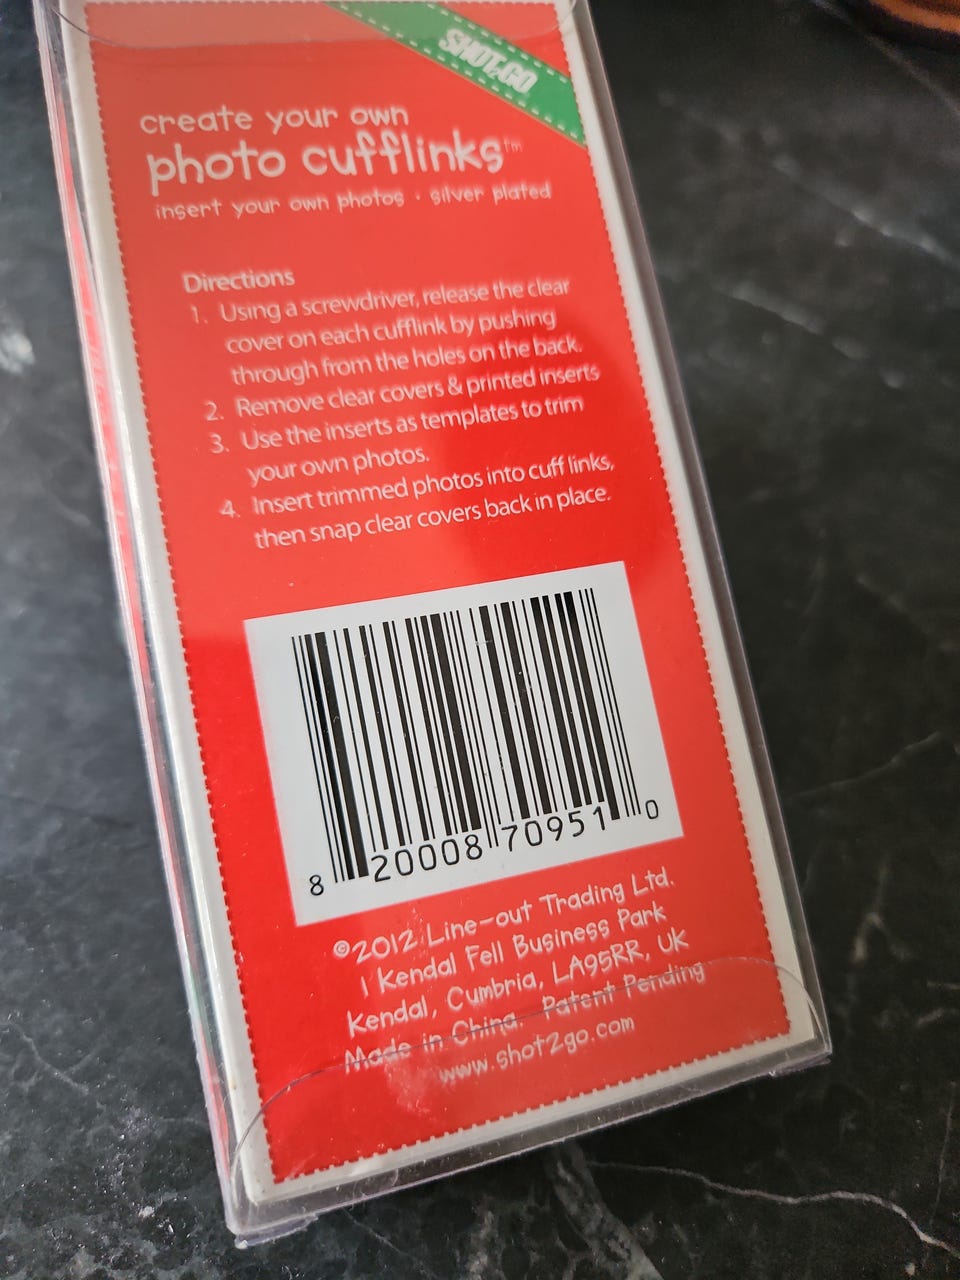 SHOT2GO
create your own
photo cufflinks™
insert your own photos · silver plated
Directions
1. Using a screwdriver, release the clear
cover on each cufflink by pushing
through from the holes on the back.
2. Remove clear covers & printed inserts
3. Use the inserts as templates to trim
your own photos.
4. Insert trimmed photos into cuff links,
then snap clear covers back in place.
8 20008 70951 0
©2012 Line-out Trading Ltd.
1 Kendal Fell Business Park
Kendal, Cumbria, LA95RR, UK
Made in China. Patent Pending
www.shot2go.com